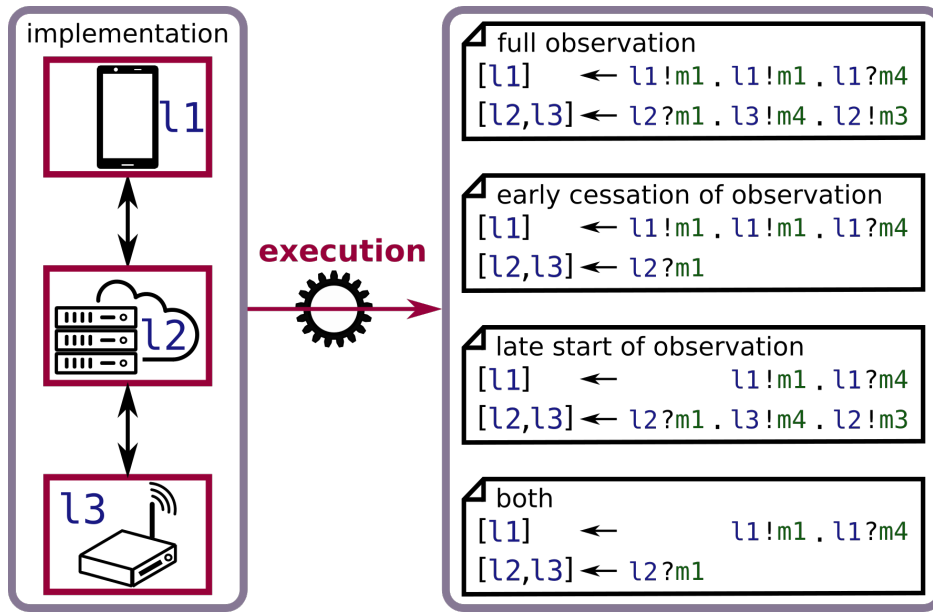 implementation
l1
l2
l3
execution
full observation
[l1] ← l1!m1 . l1!m1 . l1?m4
[l2,l3] ← l2?m1 . l3!m4 . l2!m3
early cessation of observation
[l1] ← l1!m1 . l1!m1 . l1?m4
[l2,l3] ← l2?m1
late start of observation
[l1] ← l1!m1 . l1?m4
[l2,l3] ← l2?m1 . l3!m4 . l2!m3
both
[l1] ← l1!m1 . l1?m4
[l2,l3] ← l2?m1